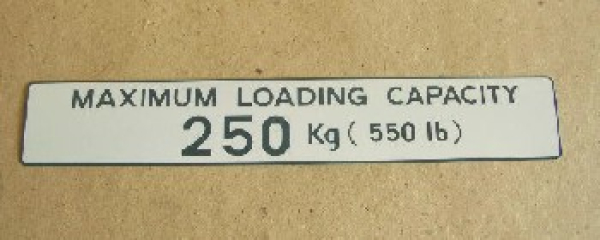 MAXIMUM LOADING CAPACITY
250 Kg ( 550 lb )